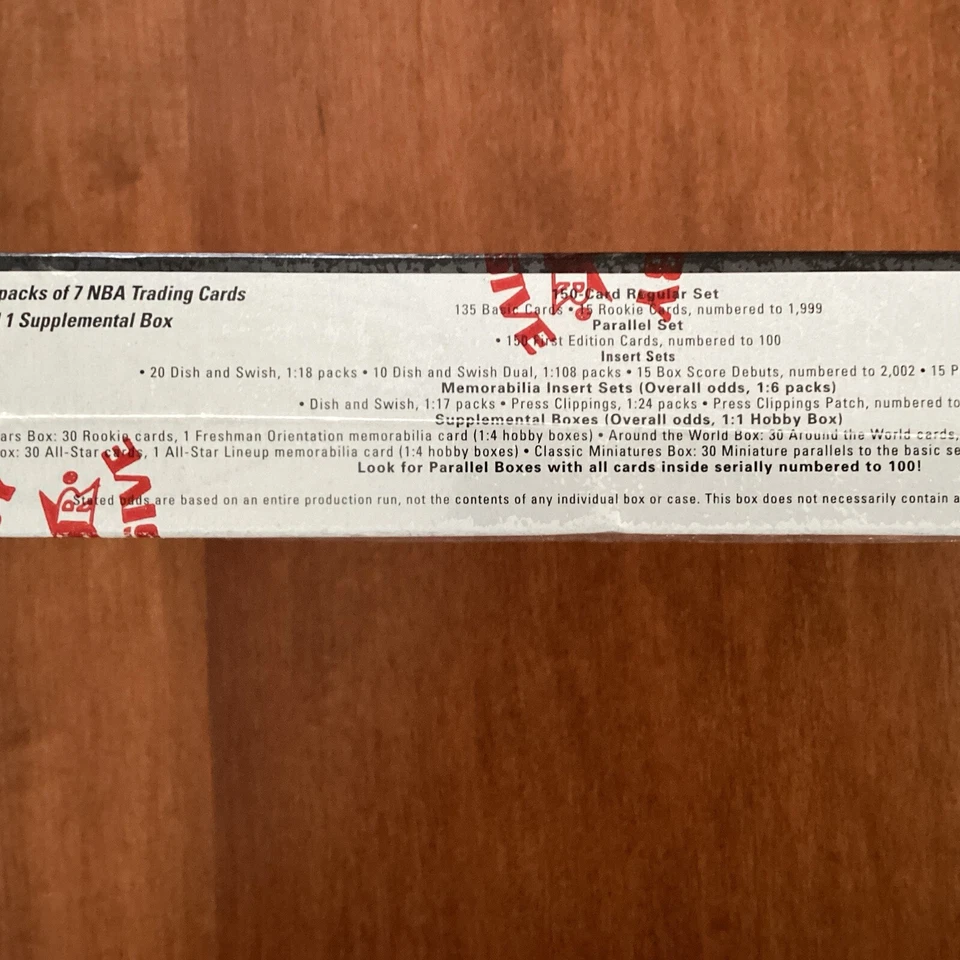 packs of 7 NBA Trading Cards
1 Supplemental Box
150-Card Regular Set
135 Basic Cards • 15 Rookie Cards, numbered to 1,999
Parallel Set
• 150 First Edition Cards, numbered to 100
Insert Sets
• 20 Dish and Swish, 1:18 packs • 10 Dish and Swish Dual, 1:108 packs • 15 Box Score Debuts, numbered to 2,002 • 15 P
Memorabilia Insert Sets (Overall odds, 1:6 packs)
• Dish and Swish, 1:17 packs • Press Clippings, 1:24 packs • Press Clippings Patch, numbered to
Supplemental Boxes (Overall odds, 1:1 Hobby Box)
ars Box: 30 Rookie cards, 1 Freshman Orientation memorabilia card (1:4 hobby boxes) • Around the World Box: 30 Around the World cards,
ox: 30 All-Star cards, 1 All-Star Lineup memorabilia card (1:4 hobby boxes) • Classic Miniatures Box: 30 Miniature parallels to the basic se
Look for Parallel Boxes with all cards inside serially numbered to 100!
Stated odds are based on an entire production run, not the contents of any individual box or case. This box does not necessarily contain a